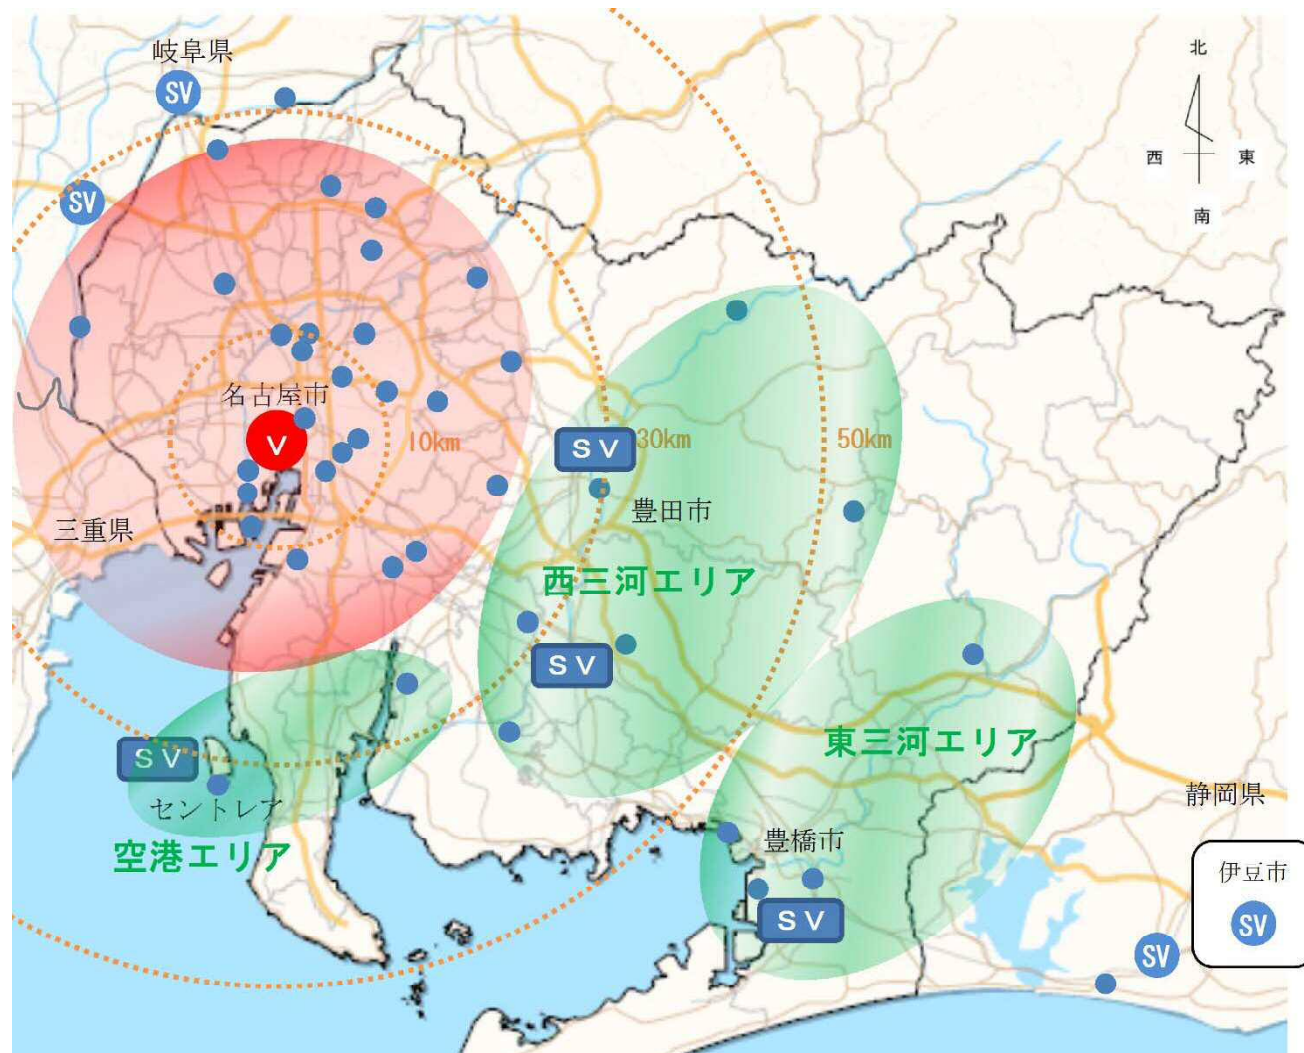 岐阜県
SV
北
西
東
南
SV
名古屋市
V
10km
SV
30km
50km
豊田市
三重県
西三河エリア
SV
東三河エリア
SV
セントレア
空港エリア
静岡県
豊橋市
伊豆市
SV
SV
SV